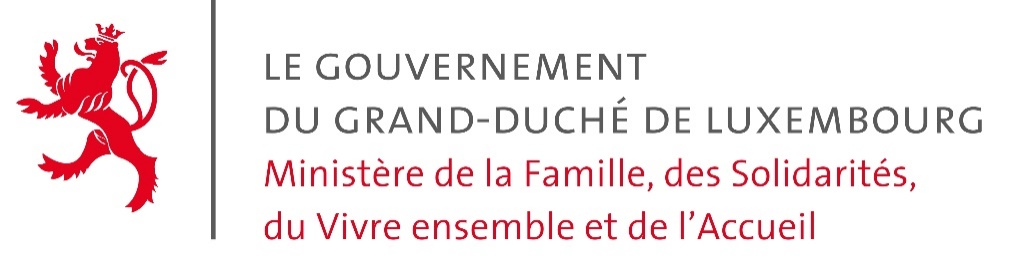 LE GOUVERNEMENT
DU GRAND-DUCHÉ DE LUXEMBOURG
Ministère de la Famille, des Solidarités,
du Vivre ensemble et de l'Accueil